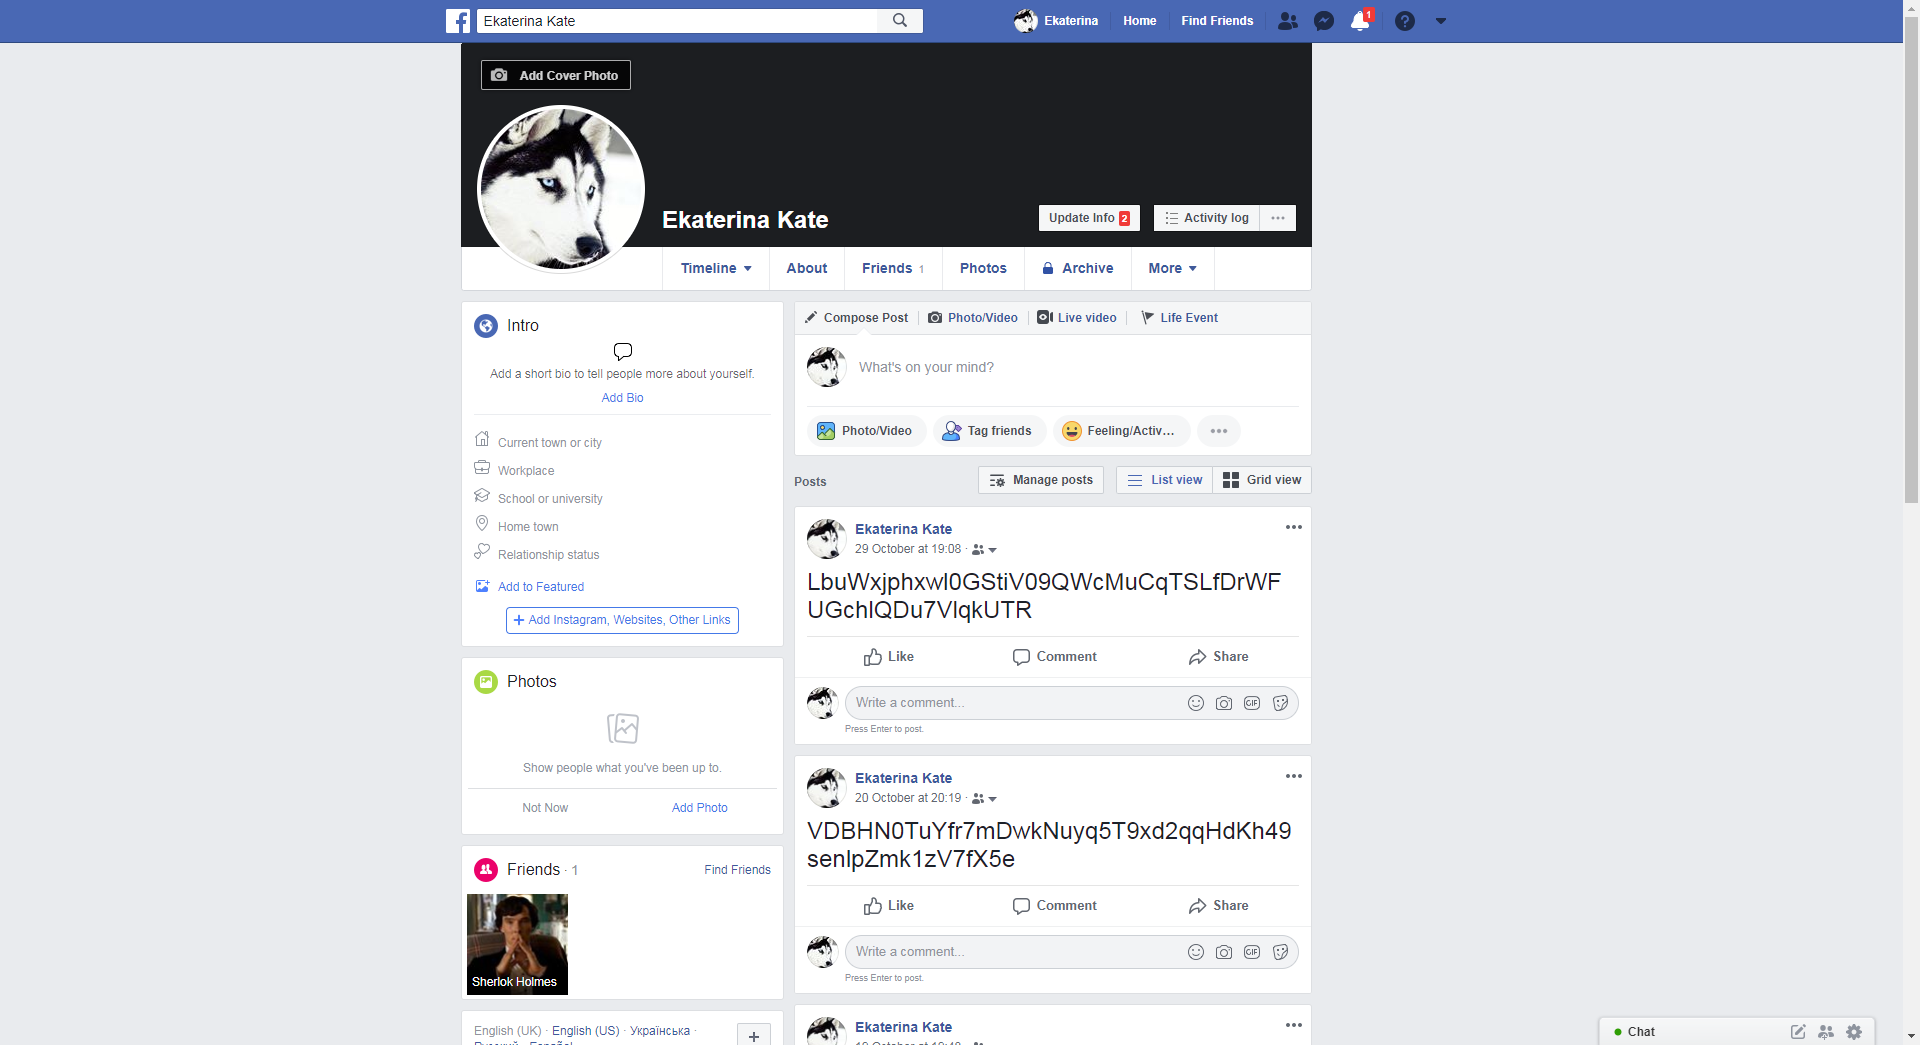 Ekaterina Kate
Ekaterina
Home
Find Friends
1
Add Cover Photo
Ekaterina Kate
Update Info 2
Activity log
Timeline
About
Friends 1
Photos
Archive
More
Intro
Add a short bio to tell people more about yourself.
Add Bio
Current town or city
Workplace
School or university
Home town
Relationship status
Add to Featured
+ Add Instagram, Websites, Other Links
Photos
Show people what you've been up to.
Not Now
Add Photo
Friends · 1
Find Friends
Sherlok Holmes
English (UK) · English (US) · Українська ·
Compose Post
Photo/Video
Live video
Life Event
What's on your mind?
Photo/Video
Tag friends
Feeling/Activ...
Posts
Manage posts
List view
Grid view
Ekaterina Kate
29 October at 19:08 ·
LbuWxjphxwI0GStiV09QWcMuCqTSLfDrWF
UGchIQDu7VlqkUTR
Like
Comment
Share
Write a comment...
GIF
Press Enter to post.
Ekaterina Kate
20 October at 20:19 ·
VDBHN0TuYfr7mDwkNuyq5T9xd2qqHdKh49
senlpZmk1zV7fX5e
Like
Comment
Share
Write a comment...
GIF
Press Enter to post.
Ekaterina Kate
Chat